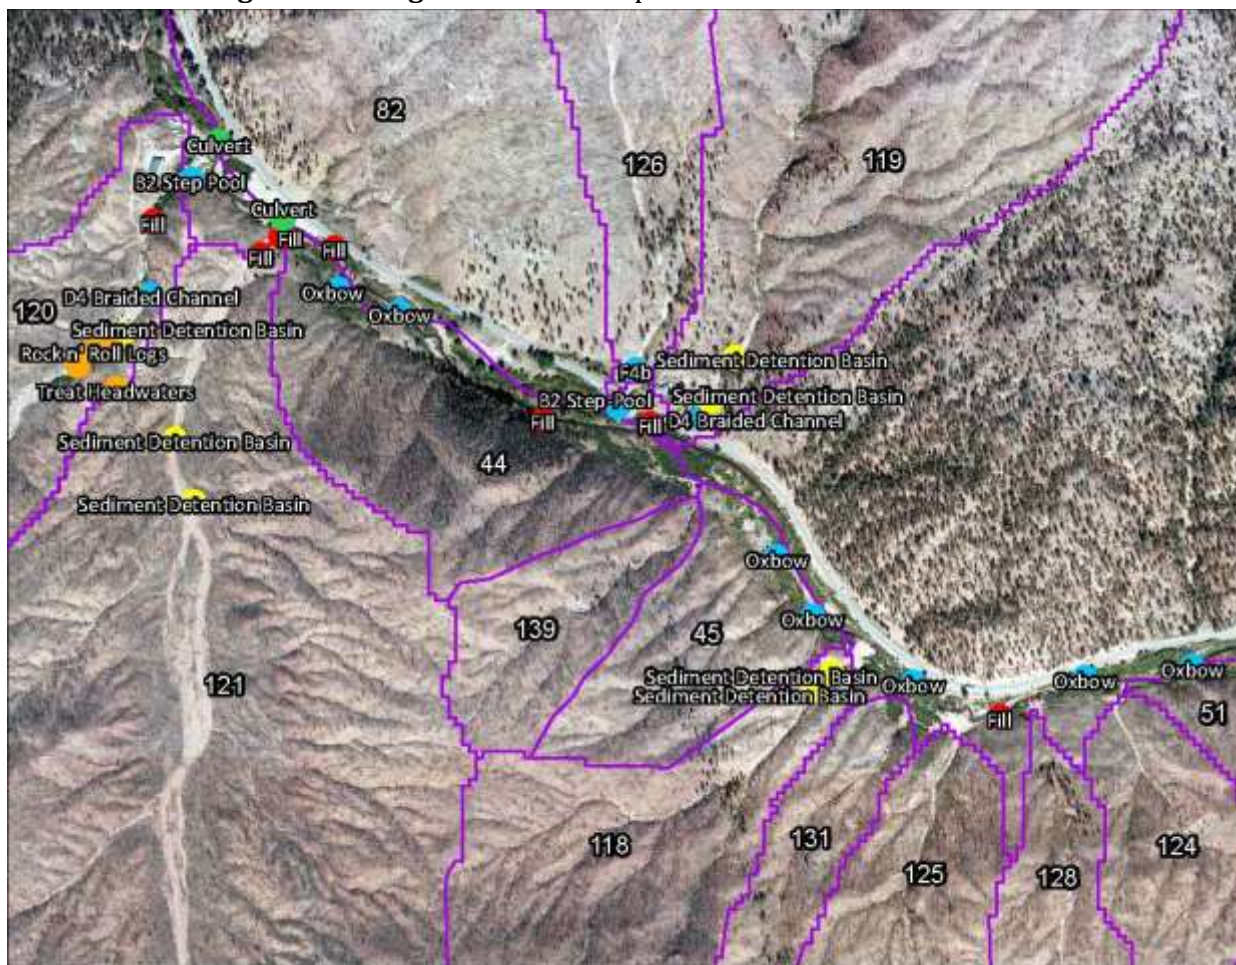 82
Culvert
126
119
B2 Step Pool
Culvert
Fill
Fill
Fill
Fill
Oxbow
D4 Braided Channel
120
Oxbow
Sediment Detention Basin
Rock n' Roll Logs
Sediment Detention Basin
F4b
Treat Headwaters
B2 Step-Pool
Sediment Detention Basin
Fill
Fill
D4 Braided Channel
Sediment Detention Basin
44
Sediment Detention Basin
Oxbow
Oxbow
139
45
Sediment Detention Basin
Sediment Detention Basin
Oxbow
Oxbow
Oxbow
121
Fill
51
118
131
125
128
124